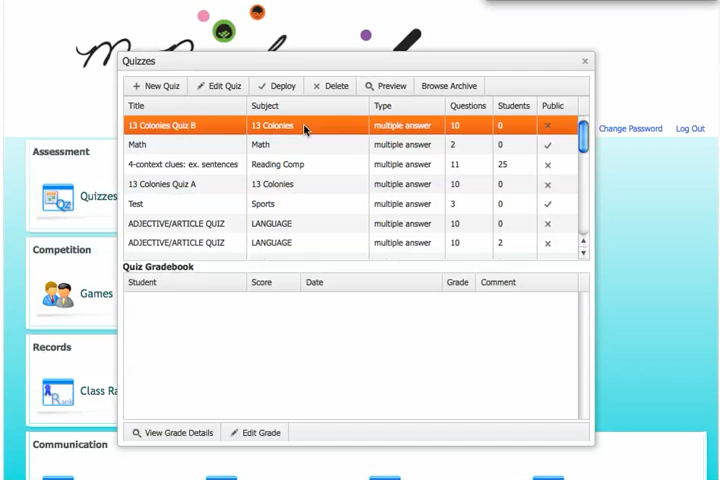 Quizzes
New Quiz Edit Quiz Deploy Delete Preview Browse Archive
Title Subject Type Questions Students Public
13 Colonies Quiz B 13 Colonies multiple answer 10 0
Math Math multiple answer 2 0
4-context clues: ex. sentences Reading Comp multiple answer 11 25
13 Colonies Quiz A 13 Colonies multiple answer 10 0
Test Sports multiple answer 3 0
ADJECTIVE/ARTICLE QUIZ LANGUAGE multiple answer 10 0
ADJECTIVE/ARTICLE QUIZ LANGUAGE multiple answer 10 2
Quiz Gradebook
Student Score Date Grade Comment
View Grade Details Edit Grade
Change Password Log Out
Assessment
Quizzes
Competition
Games
Records
Class Ra
Communication